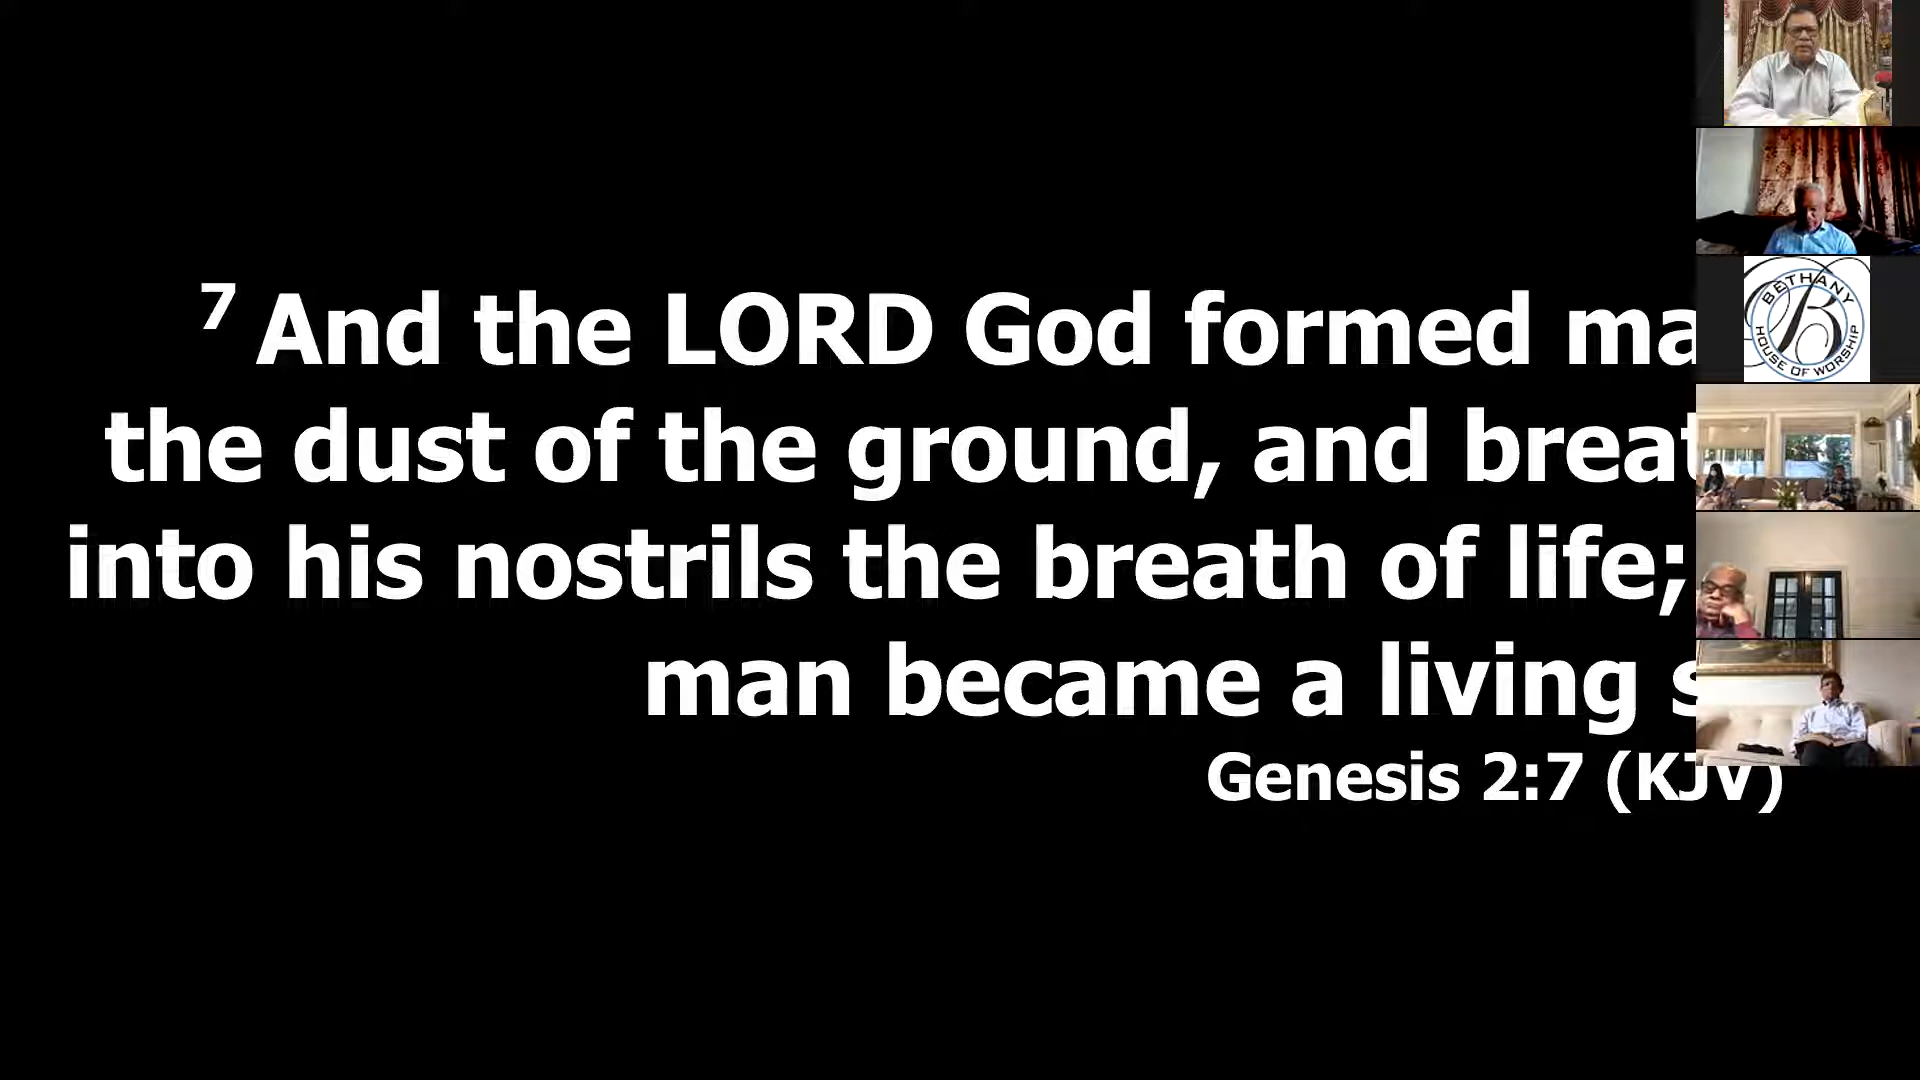 7 And the LORD God formed ma
the dust of the ground, and breat
into his nostrils the breath of life;
man became a living s
Genesis 2:7 (KJV)
BETHANY
B
HOUSE OF WORSHIP